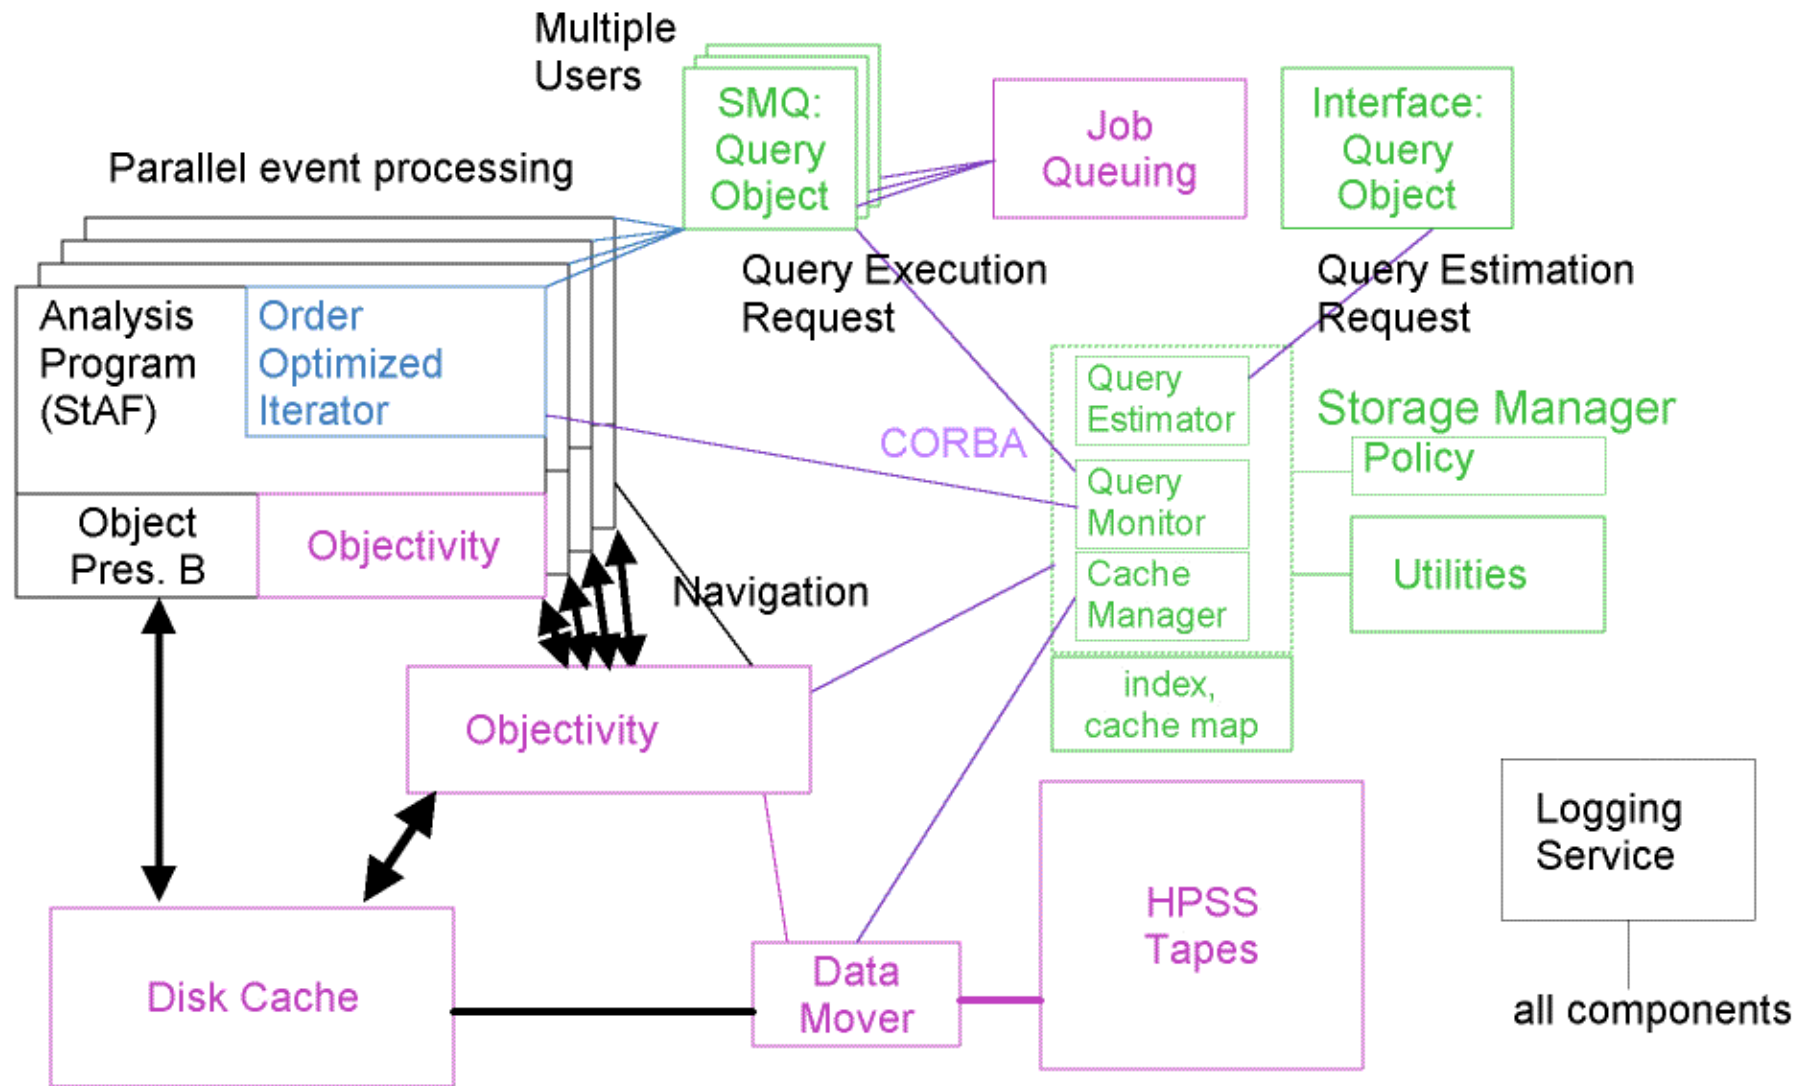 Multiple
Users
SMQ:
Query
Object
Job
Queuing
Interface:
Query
Object
Parallel event processing
Query Execution
Request
Query Estimation
Request
Analysis
Program
(StAF)
Order
Optimized
Iterator
Query
Estimator
Storage Manager
Policy
CORBA
Query
Monitor
Object
Pres. B
Objectivity
Navigation
Cache
Manager
Utilities
index,
cache map
Objectivity
Logging
Service
HPSS
Tapes
Disk Cache
Data
Mover
all components